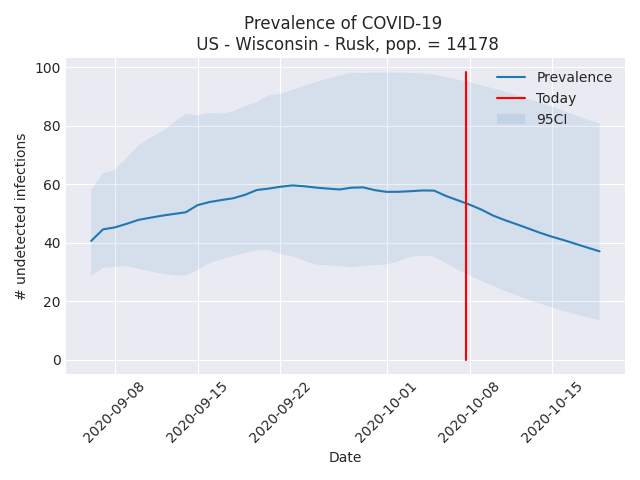 Prevalence of COVID-19
US - Wisconsin - Rusk, pop. = 14178
# undetected infections
100
80
60
40
20
0
Prevalence
Today
95CI
2020-09-08
2020-09-15
2020-09-22
2020-10-01
2020-10-08
2020-10-15
Date